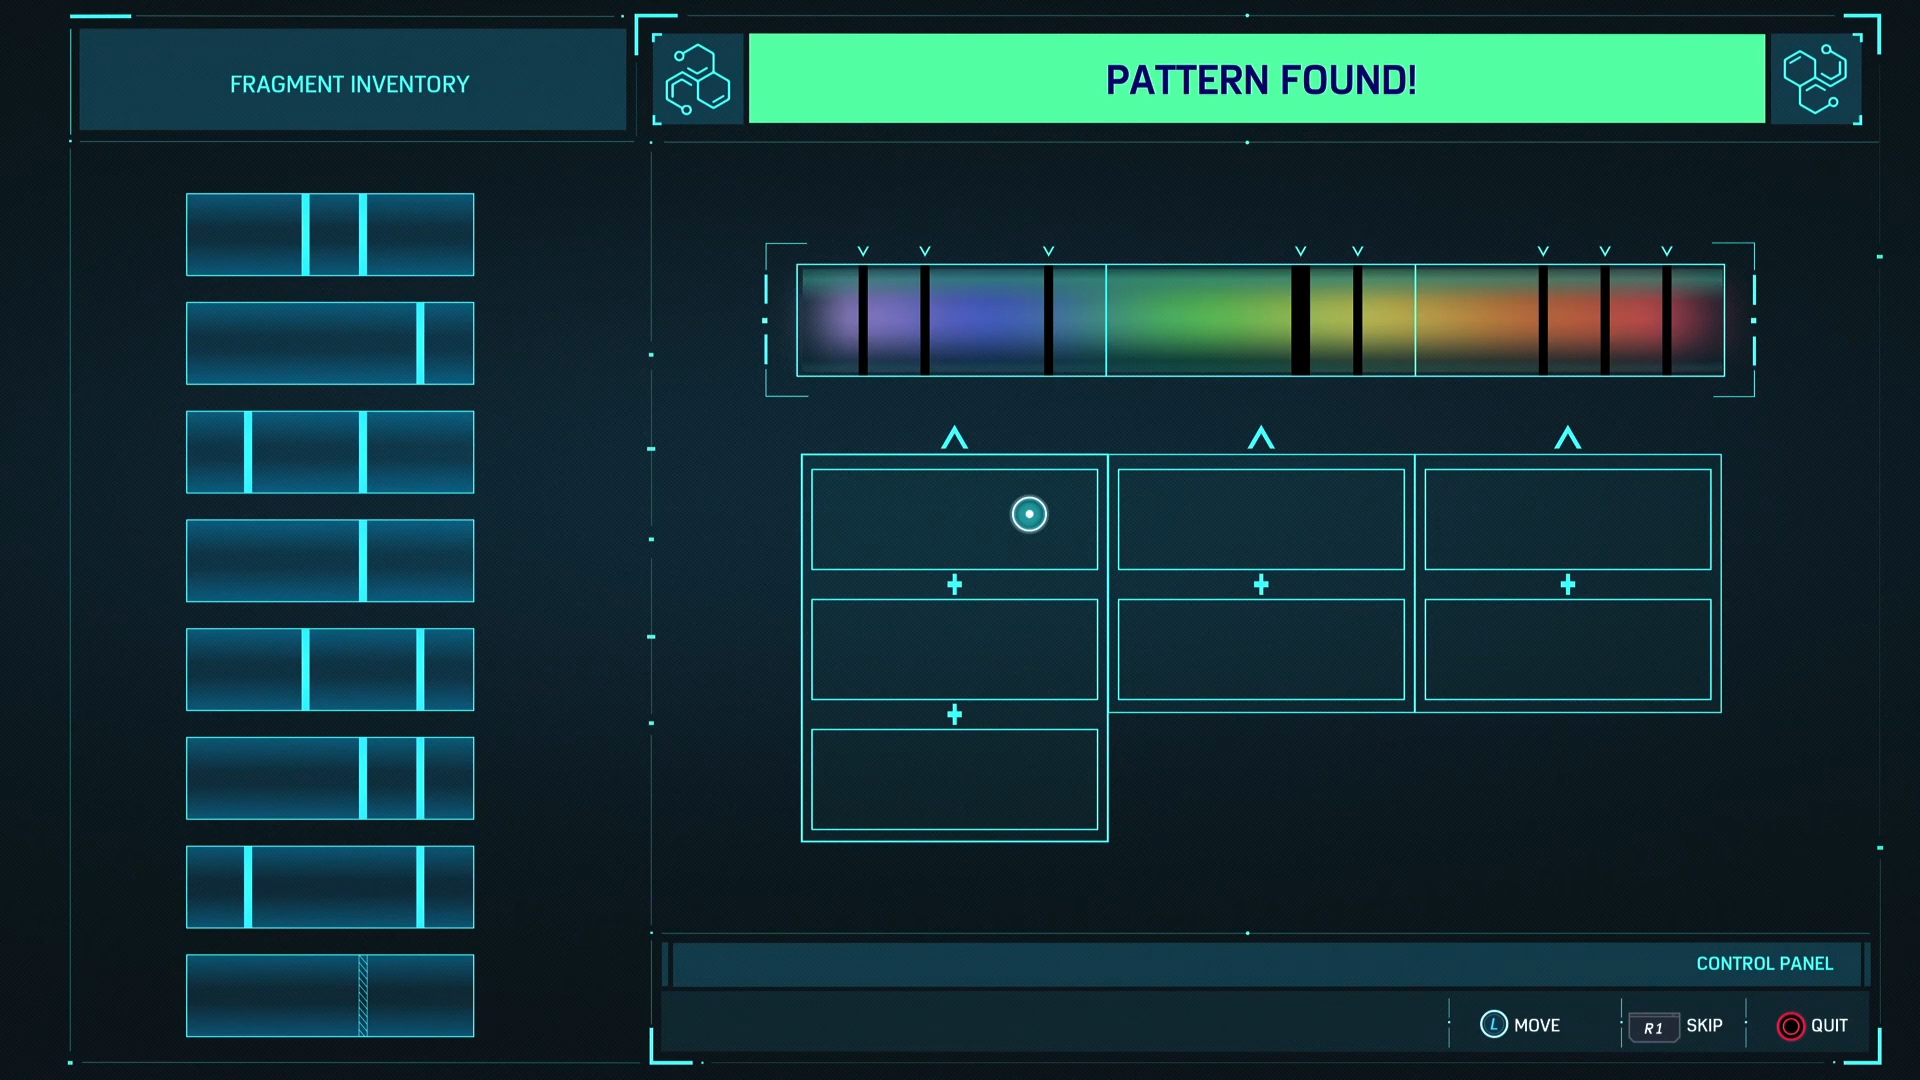 FRAGMENT INVENTORY
PATTERN FOUND!
CONTROL PANEL
L MOVE
R1 SKIP
QUIT